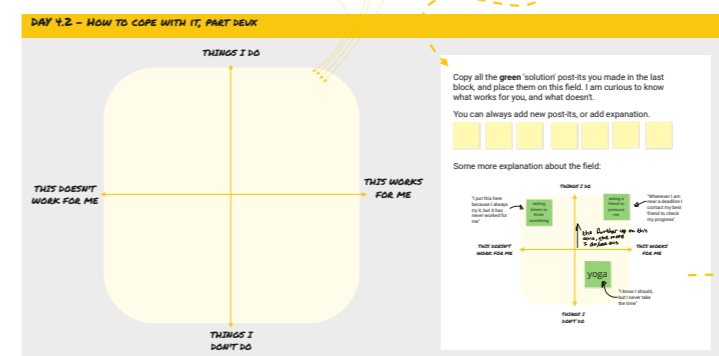 DAY 4.2 – HOW TO COPE WITH IT, PART DEUX
THINGS I DO
THIS DOESN'T
WORK FOR ME
THIS WORKS
FOR ME
THINGS I
DON'T DO
Copy all the green 'solution' post-its you made in the last
block, and place them on this field. I am curious to know
what works for you, and what doesn't.
You can always add new post-its, or add expanation.
Some more explanation about the field:
THINGS I DO
"I put this here
because I always
try it, but it has
never worked for
me"
setting
timers to
finish
something
asking a
friend to
pressure
me
"Whenever I am
near a deadline I
contact my best
friend to check
my progress"
the further up on this
axis, the more
I do
THIS DOESN'T
WORK FOR ME
THIS WORKS
FOR ME
yoga
"I know I should,
but I never take
the time"
THINGS I
DON'T DO